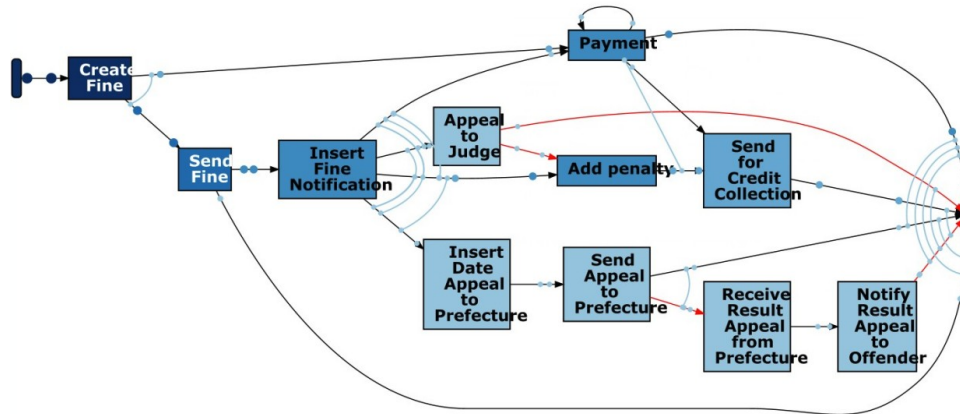 Create
Fine
Send
Fine
Insert
Fine
Notification
Payment
Appeal
to
Judge
Add penalty
Send
for
Credit
Collection
Insert
Date
Appeal
to
Prefecture
Send
Appeal
to
Prefecture
Receive
Result
Appeal
from
Prefecture
Notify
Result
Appeal
to
Offender